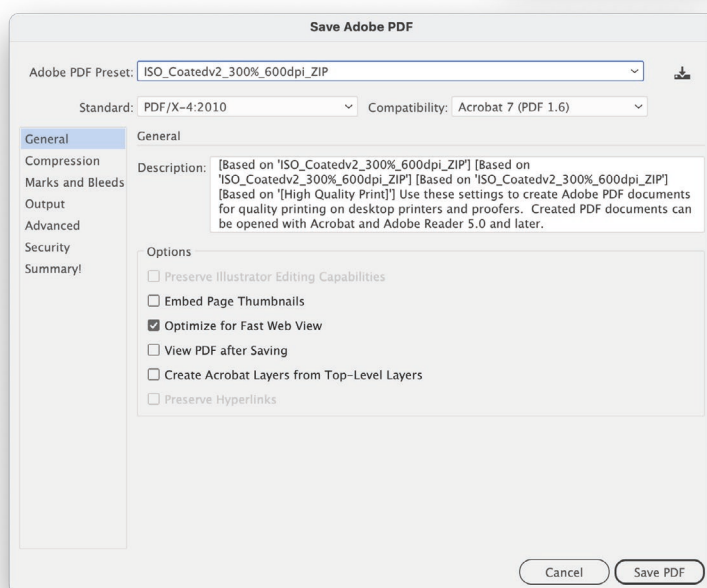 Save Adobe PDF
Adobe PDF Preset: ISO_Coatedv2_300%_600dpi_ZIP
Standard: PDF/X-4:2010 Compatibility: Acrobat 7 (PDF 1.6)
General
Compression
Marks and Bleeds
Output
Advanced
Security
Summary!
General
Description: [Based on 'ISO_Coatedv2_300%_600dpi_ZIP'] [Based on
'ISO_Coatedv2_300%_600dpi_ZIP'] [Based on 'ISO_Coatedv2_300%_600dpi_ZIP']
[Based on '[High Quality Print]'] Use these settings to create Adobe PDF documents
for quality printing on desktop printers and proofers. Created PDF documents can
be opened with Acrobat and Adobe Reader 5.0 and later.
Options
Preserve Illustrator Editing Capabilities
Embed Page Thumbnails
Optimize for Fast Web View
View PDF after Saving
Create Acrobat Layers from Top-Level Layers
Preserve Hyperlinks
Cancel Save PDF